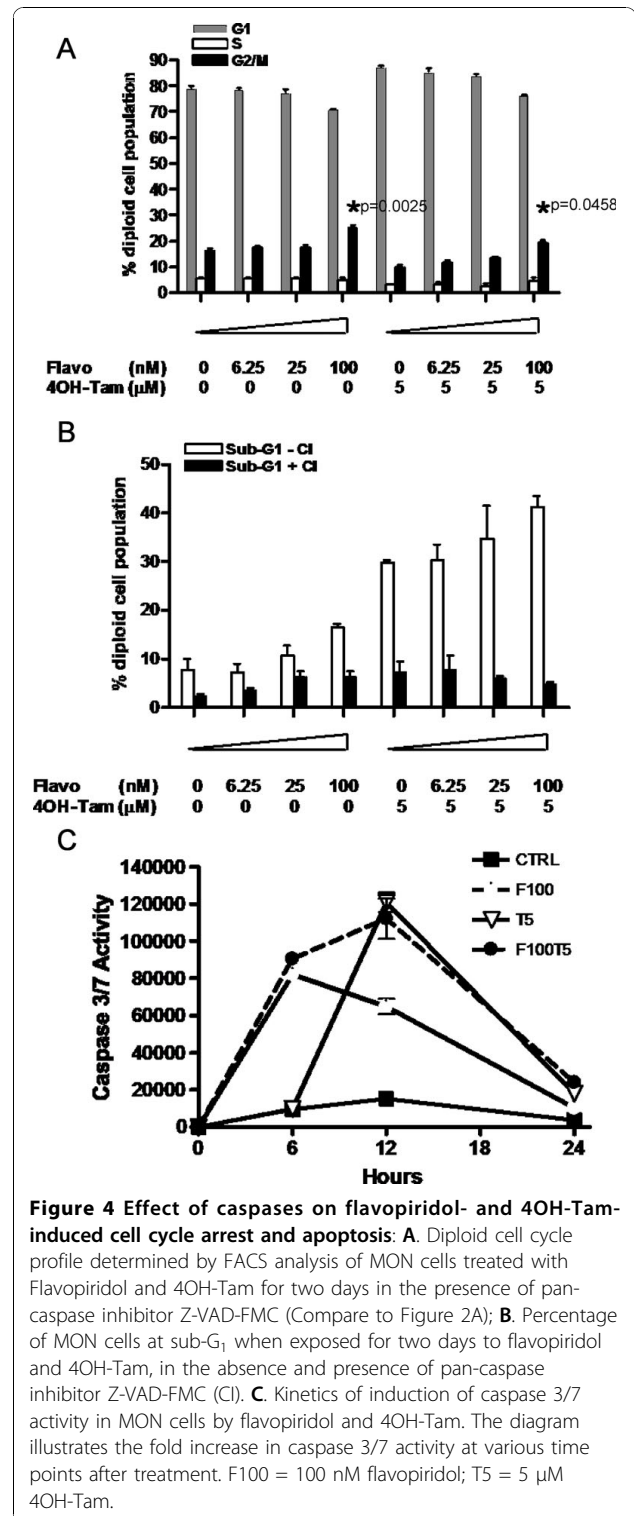 A
G1
S
G2/M
% diploid cell population
90
80
70
60
50
40
30
20
10
0
*p=0.0025
*p=0.0458
Flavo (nM) 0 6.25 25 100 0 6.25 25 100
4OH-Tam (µM) 0 0 0 0 5 5 5 5
B
Sub-G1 - CI
Sub-G1 + CI
% diploid cell population
50
40
30
20
10
0
Flavo (nM) 0 6.25 25 100 0 6.25 25 100
4OH-Tam (µM) 0 0 0 0 5 5 5 5
C
CTRL
F100
T5
F100T5
Caspase 3/7 Activity
140000
120000
100000
80000
60000
40000
20000
0
0 6 12 18 24
Hours
Figure 4 Effect of caspases on flavopiridol- and 4OH-Tam-
induced cell cycle arrest and apoptosis: A. Diploid cell cycle
profile determined by FACS analysis of MON cells treated with
Flavopiridol and 4OH-Tam for two days in the presence of pan-
caspase inhibitor Z-VAD-FMC (Compare to Figure 2A); B. Percentage
of MON cells at sub-G1 when exposed for two days to flavopiridol
and 4OH-Tam, in the absence and presence of pan-caspase
inhibitor Z-VAD-FMC (CI). C. Kinetics of induction of caspase 3/7
activity in MON cells by flavopiridol and 4OH-Tam. The diagram
illustrates the fold increase in caspase 3/7 activity at various time
points after treatment. F100 = 100 nM flavopiridol; T5 = 5 µM
4OH-Tam.